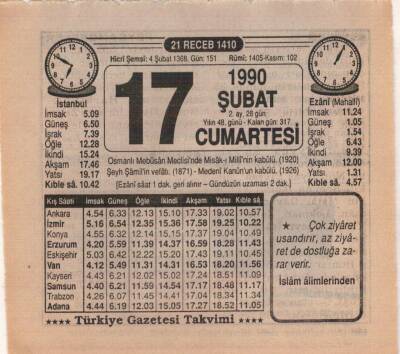 21 RECEB 1410
Hicrî Şemsî: 4 Şubat 1368, Gün: 151 Rûmî: 1405-Kasım: 102
17
1990
ŞUBAT
2. ay, 28 gün
Yılın 48. günü - Kalan gün: 317
CUMARTESİ
İstanbul
İmsak 5.09
Güneş 6.50
İşrak 7.39
Öğle 12.28
İkindi 15.24
Akşam 17.46
Yatsı 19.17
Kıble sâ. 10.42
Ezânî (Mahallî)
İmsak 11.24
Güneş 1.05
İşrak 1.54
Öğle 6.43
İkindi 9.39
Akşam 12.00
Yatsı 1.31
Kıble sâ. 4.57
Osmanlı Mebûsân Meclisi'nde Misâk-ı Millî'nin kabûlü. (1920)
Şeyh Şâmil'in vefâtı. (1871) - Medenî Kanûn'un kabûlü. (1926)
[Ezânî sâat 1 dak. geri alınır – Gündüzün uzaması 2 dak.]
Kış Sâati İmsak Güneş Öğle İkindi Akşam Yatsı Kıble sâ.
Ankara 4.54 6.33 12.13 15.10 17.33 19.02 10.57
İzmir 5.16 6.54 12.35 15.36 17.58 19.25 10.22
Konya 4.55 6.32 12.14 15.15 17.37 19.04 10.49
Erzurum 4.20 5.59 11.39 14.37 16.59 18.28 11.43
Eskişehir 5.03 6.42 12.22 15.20 17.43 19.11 10.45
Van 4.12 5.49 11.31 14.31 16.53 18.20 11.56
Kayseri 4.43 6.21 12.02 15.02 17.24 18.51 11.09
Samsun 4.40 6.21 11.59 14.54 17.17 18.48 11.17
Trabzon 4.26 6.07 11.45 14.41 17.04 18.34 11.34
Adana 4.44 6.19 12.03 15.05 17.27 18.52 11.05
★ Çok ziyâret
usandırır, az ziyâ-
ret de dostluğa za-
rar verir.
İslâm âlimlerinden
★★★★ Türkiye Gazetesi Takvimi ★★★★